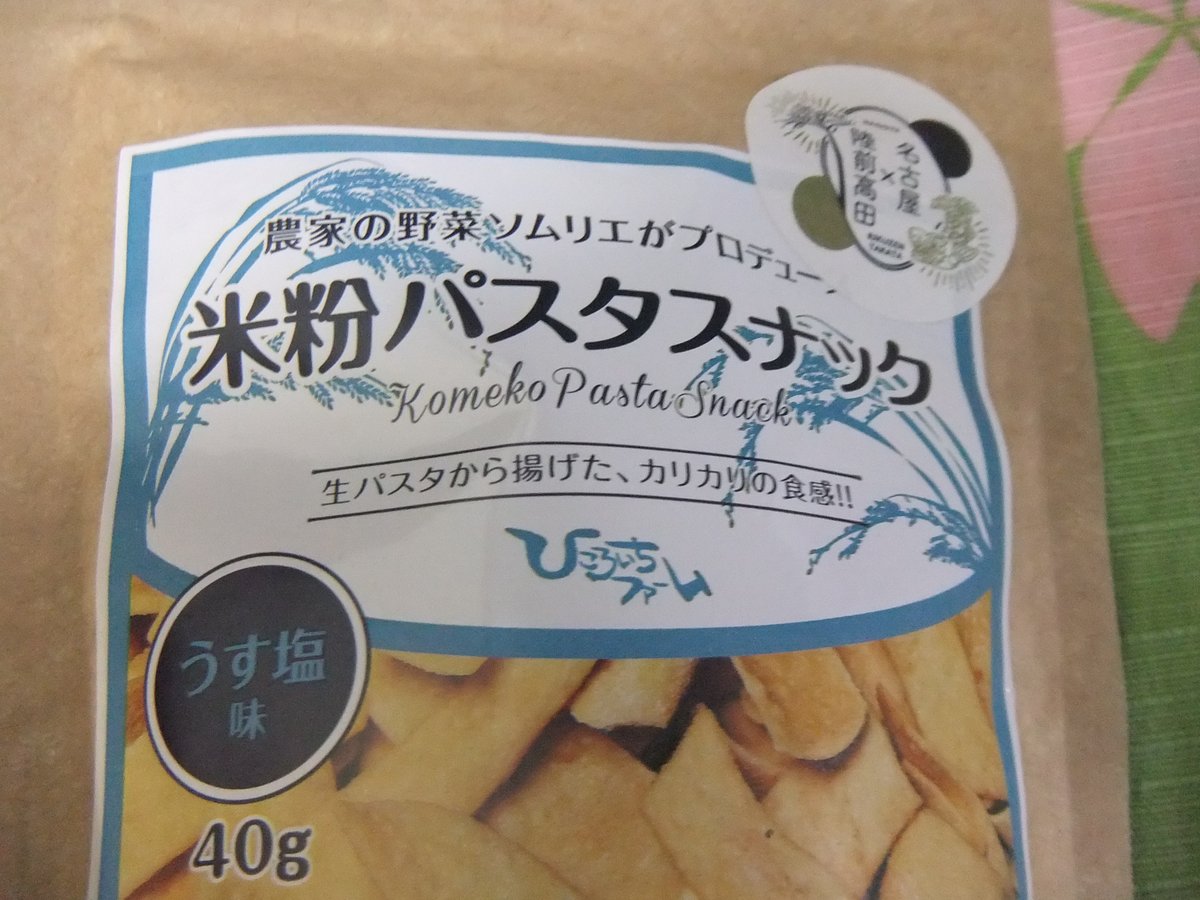 農家の野菜ソムリエがプロデュー
米粉パスタスナック
Komeko Pasta Snack
生パスタから揚げた、カリカリの食感!!
ひころいち
ファーム
うす塩
味
40g
名古屋
×
陸前高田
RIKUZEN
TAKATA